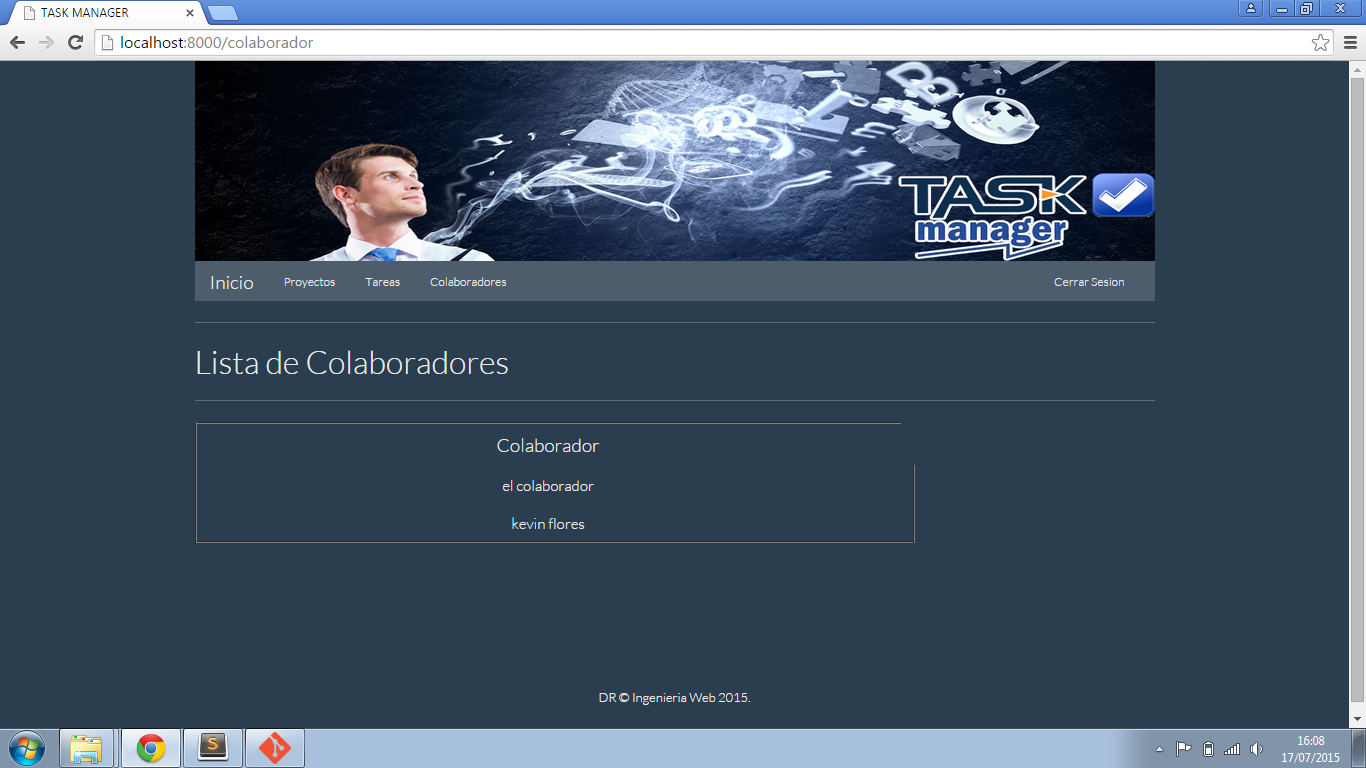 TASK MANAGER
localhost:8000/colaborador
TASK
manager
Inicio Proyectos Tareas Colaboradores Cerrar Sesion
Lista de Colaboradores
Colaborador
el colaborador
kevin flores
DR © Ingenieria Web 2015.
16:08
17/07/2015